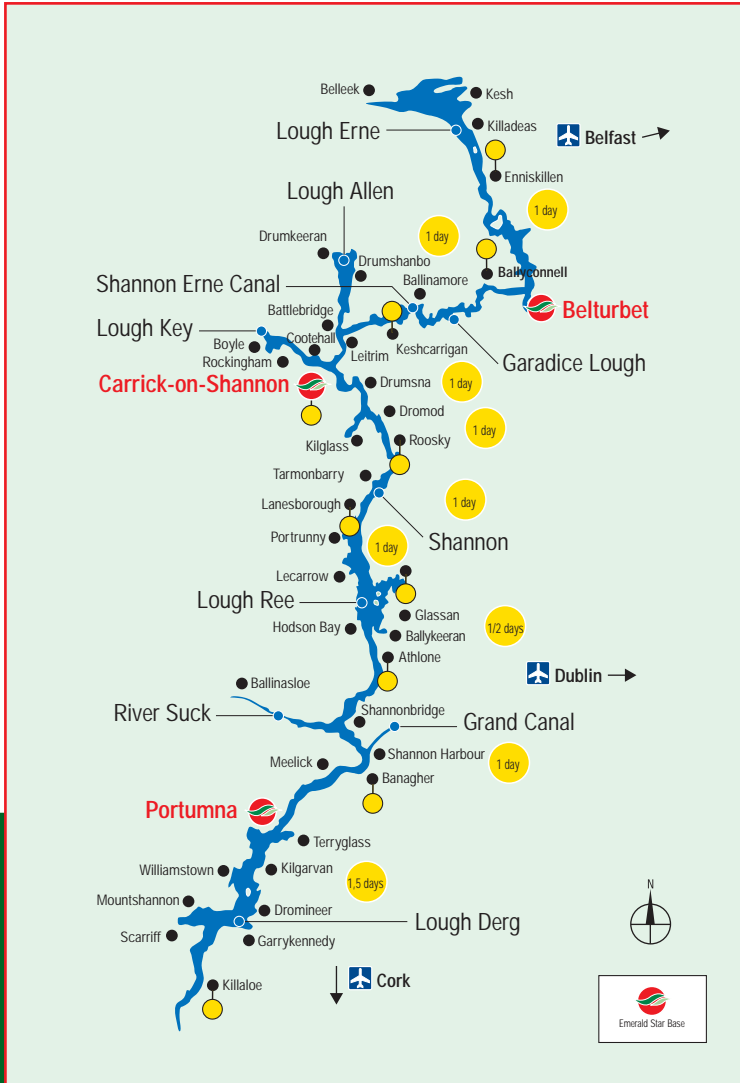 Belleek
Kesh
Lough Erne
Killadeas
Belfast
Enniskillen
Lough Allen
1 day
Drumkeeran
1 day
Drumshanbo
Shannon Erne Canal
Ballinamore
Ballyconnell
Battlebridge
Belturbet
Lough Key
Cootehall
Boyle
Leitrim
Keshcarrigan
Garadice Lough
Rockingham
Carrick-on-Shannon
Drumsna
1 day
Dromod
1 day
Kilglass
Roosky
Tarmonbarry
1 day
Lanesborough
Portrunny
1 day
Shannon
Lecarrow
Lough Ree
Glassan
Hodson Bay
Ballykeeran
1/2 days
Athlone
Dublin
Ballinasloe
River Suck
Shannonbridge
Grand Canal
Meelick
Shannon Harbour
1 day
Banagher
Portumna
Terryglass
Williamstown
Kilgarvan
1,5 days
N
Mountshannon
Dromineer
Lough Derg
Scarriff
Garrykennedy
Cork
Killaloe
Emerald Star Base